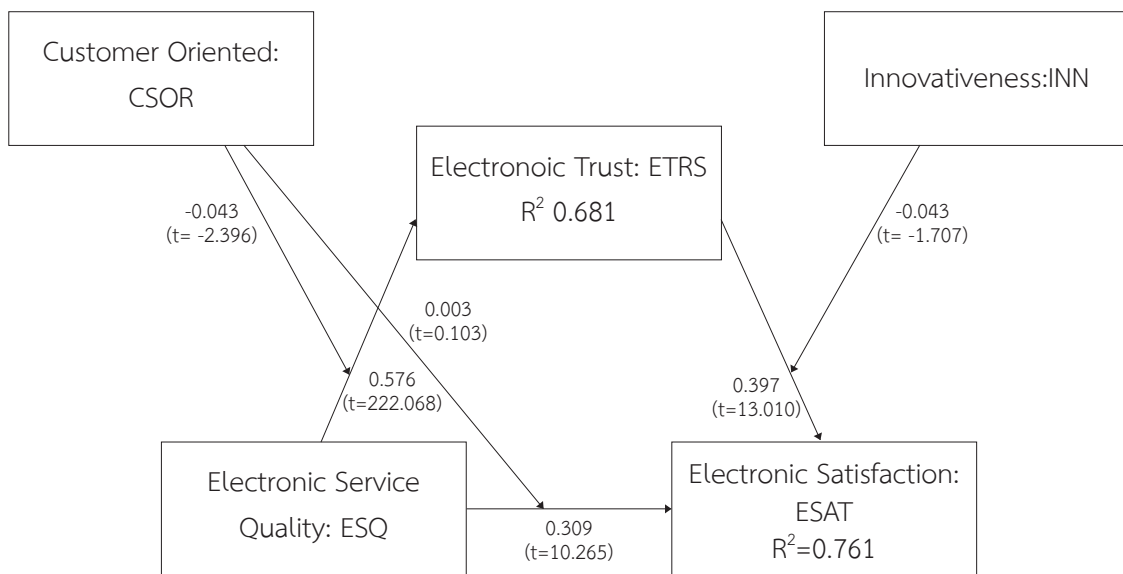 Customer Oriented:
CSOR
Innovativeness:INN
Electronoic Trust: ETRS
R² 0.681
-0.043
(t= -2.396)
-0.043
(t= -1.707)
0.003
(t=0.103)
0.576
(t=222.068)
0.397
(t=13.010)
Electronic Service
Quality: ESQ
0.309
(t=10.265)
Electronic Satisfaction:
ESAT
R²=0.761